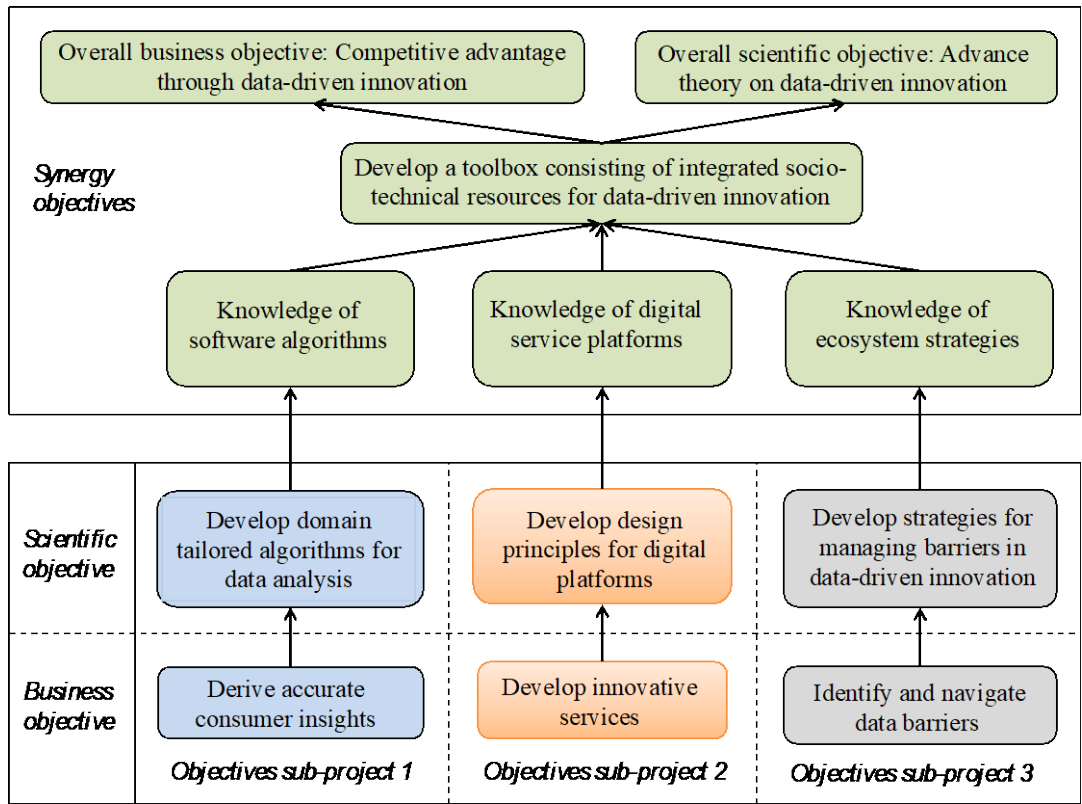 Overall business objective: Competitive advantage
through data-driven innovation
Overall scientific objective: Advance
theory on data-driven innovation
Synergy
objectives
Develop a toolbox consisting of integrated socio-
technical resources for data-driven innovation
Knowledge of
software algorithms
Knowledge of digital
service platforms
Knowledge of
ecosystem strategies
Scientific
objective
Develop domain
tailored algorithms for
data analysis
Develop design
principles for digital
platforms
Develop strategies for
managing barriers in
data-driven innovation
Business
objective
Derive accurate
consumer insights
Develop innovative
services
Identify and navigate
data barriers
Objectives sub-project 1
Objectives sub-project 2
Objectives sub-project 3